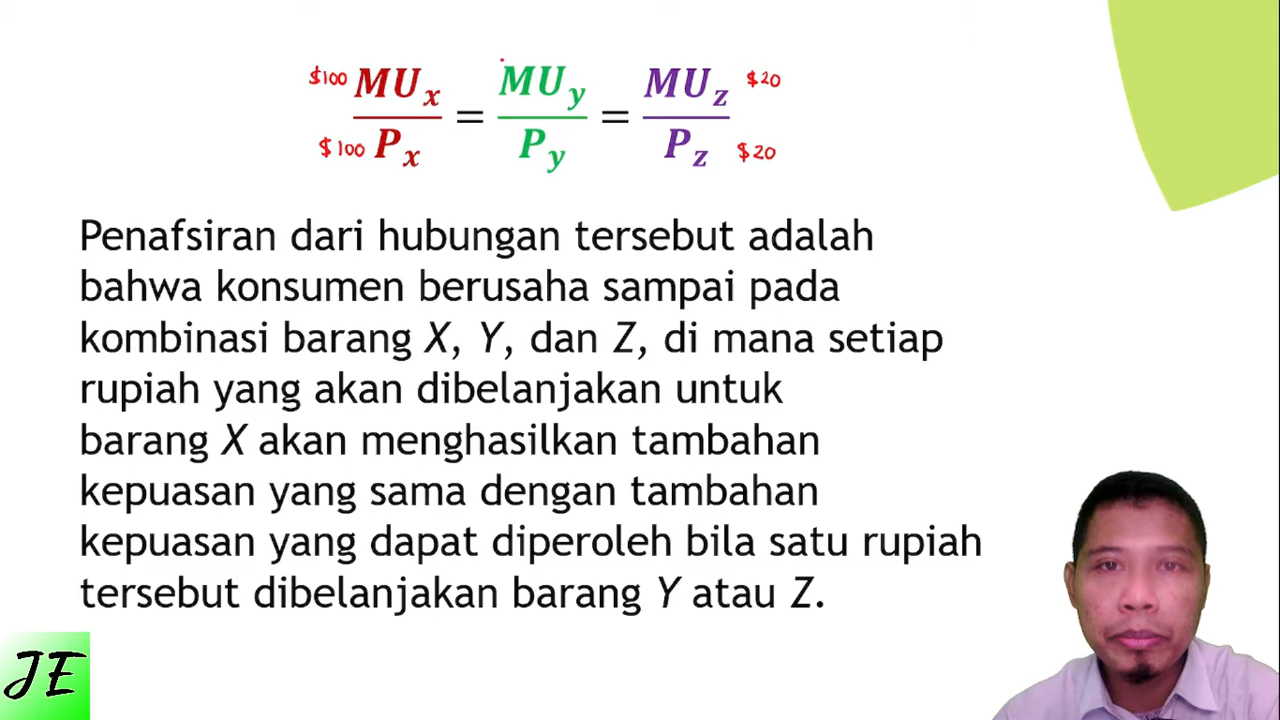 $100 MUx / Px $100 = MUy / Py = MUz / Pz $20 $20
Penafsiran dari hubungan tersebut adalah
bahwa konsumen berusaha sampai pada
kombinasi barang X, Y, dan Z, di mana setiap
rupiah yang akan dibelanjakan untuk
barang X akan menghasilkan tambahan
kepuasan yang sama dengan tambahan
kepuasan yang dapat diperoleh bila satu rupiah
tersebut dibelanjakan barang Y atau Z.
JE